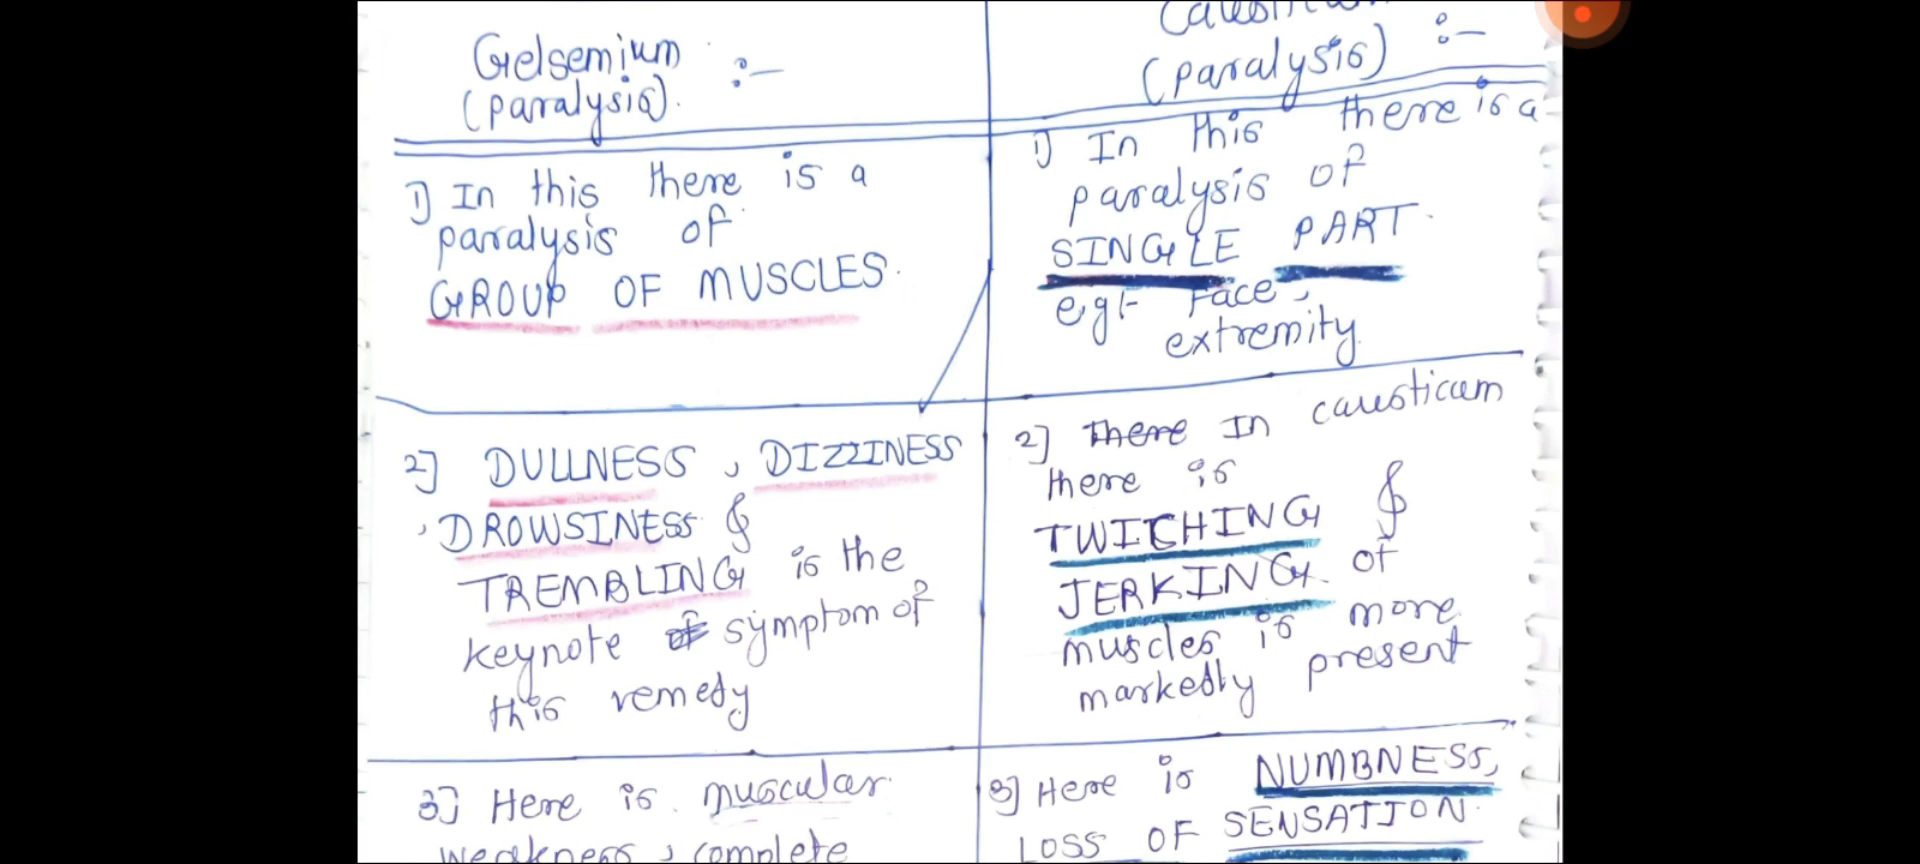 Gelsemium :-
(paralysis).
1) In this there is a
paralysis of
GROUP OF MUSCLES.
2] DULLNESS, DIZZINESS
, DROWSINESS &
TREMBLING is the
keynote symptom of
this remedy
3] Here is muscular
weakness, complete
Causticum
(paralysis) :-
1) In this there is a
paralysis of
SINGLE PART.
eg:- Face,
extremity
2] There In causticum
there is
TWITCHING &
JERKING of
muscles is more
markedly present
3] Here is NUMBNESS,
LOSS OF SENSATION.